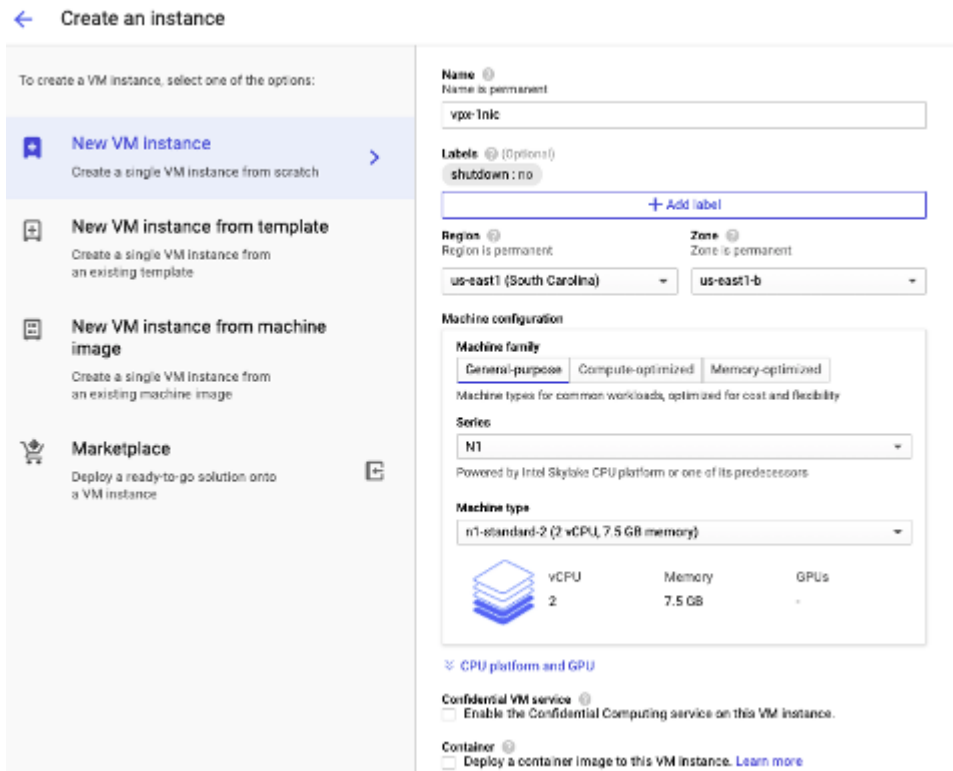 Create an instance
To create a VM instance, select one of the options:
New VM instance
Create a single VM instance from scratch
New VM instance from template
Create a single VM instance from
an existing template
New VM instance from machine
image
Create a single VM instance from
an existing machine image
Marketplace
Deploy a ready-to-go solution onto
a VM instance
Name
Name is permanent
vpx-1nic
Labels (Optional)
shutdown : no
+ Add label
Region
Zone
Region is permanent
Zone is permanent
us-east1 (South Carolina)
us-east1-b
Machine configuration
Machine family
General-purpose Compute-optimized Memory-optimized
Machine types for common workloads, optimized for cost and flexibility
Series
N1
Powered by Intel Skylake CPU platform or one of its predecessors
Machine type
n1-standard-2 (2 vCPU, 7.5 GB memory)
vCPU Memory GPUs
2 7.5 GB -
CPU platform and GPU
Confidential VM service
Enable the Confidential Computing service on this VM instance.
Container
Deploy a container image to this VM instance. Learn more